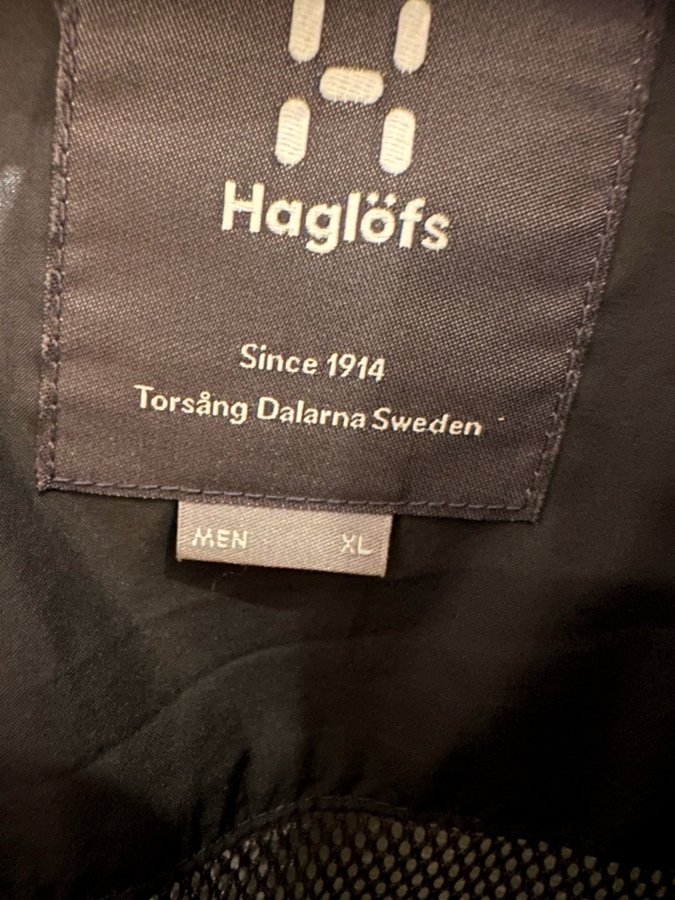 Haglöfs
Since 1914
Torsång Dalarna Sweden
MEN XL